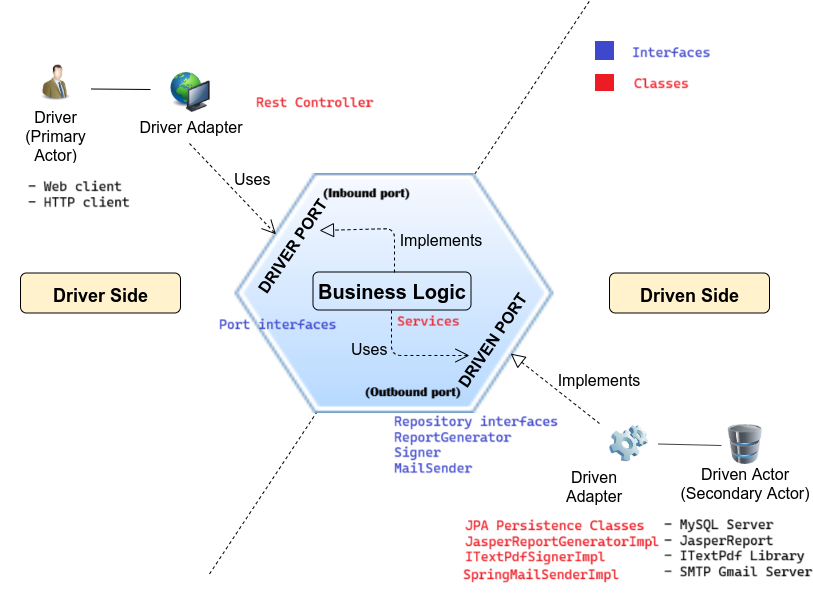 Interfaces
Classes
Driver
(Primary
Actor)
Driver Adapter
Rest Controller
- Web client
- HTTP client
Uses
(Inbound port)
DRIVER PORT
Implements
Driver Side
Business Logic
Driven Side
Port interfaces
Services
Uses
DRIVEN PORT
Implements
(Outbound port)
Repository interfaces
ReportGenerator
Signer
MailSender
Driven
Adapter
Driven Actor
(Secondary Actor)
JPA Persistence Classes
JasperReportGeneratorImpl
ITextPdfSignerImpl
SpringMailSenderImpl
- MySQL Server
- JasperReport
- ITextPdf Library
- SMTP Gmail Server